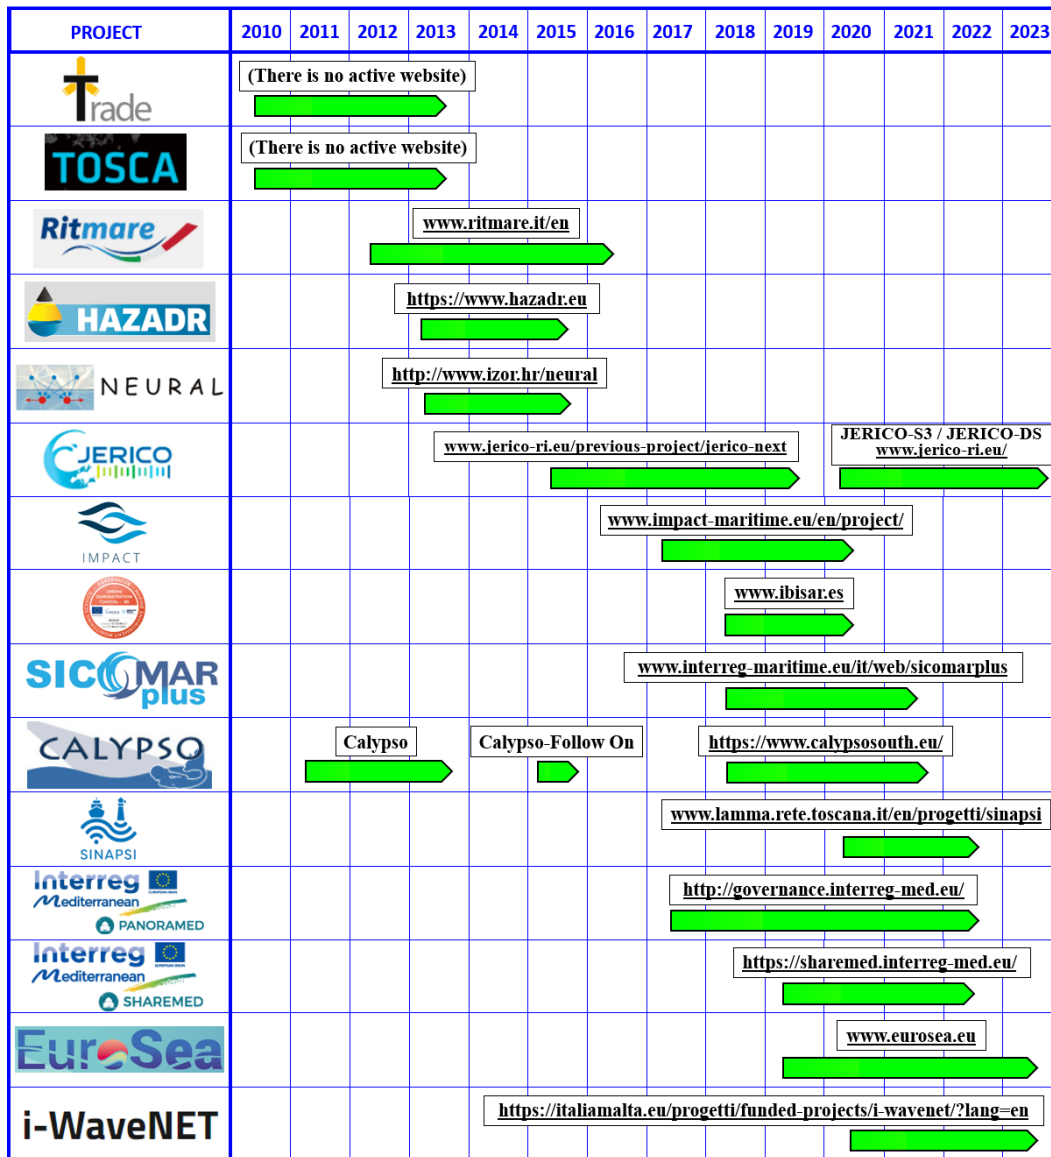 PROJECT 2010 2011 2012 2013 2014 2015 2016 2017 2018 2019 2020 2021 2022 2023
Trade
(There is no active website)
TOSCA
(There is no active website)
Ritmare
www.ritmare.it/en
HAZADR
https://www.hazadr.eu
NEURAL
http://www.izor.hr/neural
JERICO
www.jerico-ri.eu/previous-project/jerico-next
JERICO-S3 / JERICO-DS
www.jerico-ri.eu/
IMPACT
www.impact-maritime.eu/en/project/
www.ibisar.es
SICOMAR
plus
www.interreg-maritime.eu/it/web/sicomarplus
CALYPSO
Calypso
Calypso-Follow On
https://www.calypsosouth.eu/
SINAPSI
www.lamma.rete.toscana.it/en/progetti/sinapsi
Interreg
Mediterranean
PANORAMED
http://governance.interreg-med.eu/
Interreg
Mediterranean
SHAREMED
https://sharemed.interreg-med.eu/
EuroSea
www.eurosea.eu
i-WaveNET
https://italiamalta.eu/progetti/funded-projects/i-wavenet/?lang=en